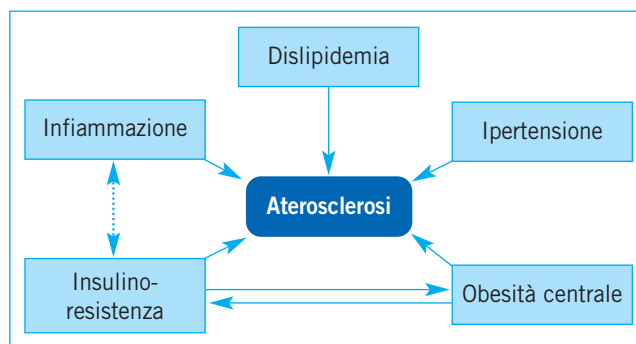 Dislipidemia
Infiammazione
Ipertensione
Aterosclerosi
Insulino-
resistenza
Obesità centrale